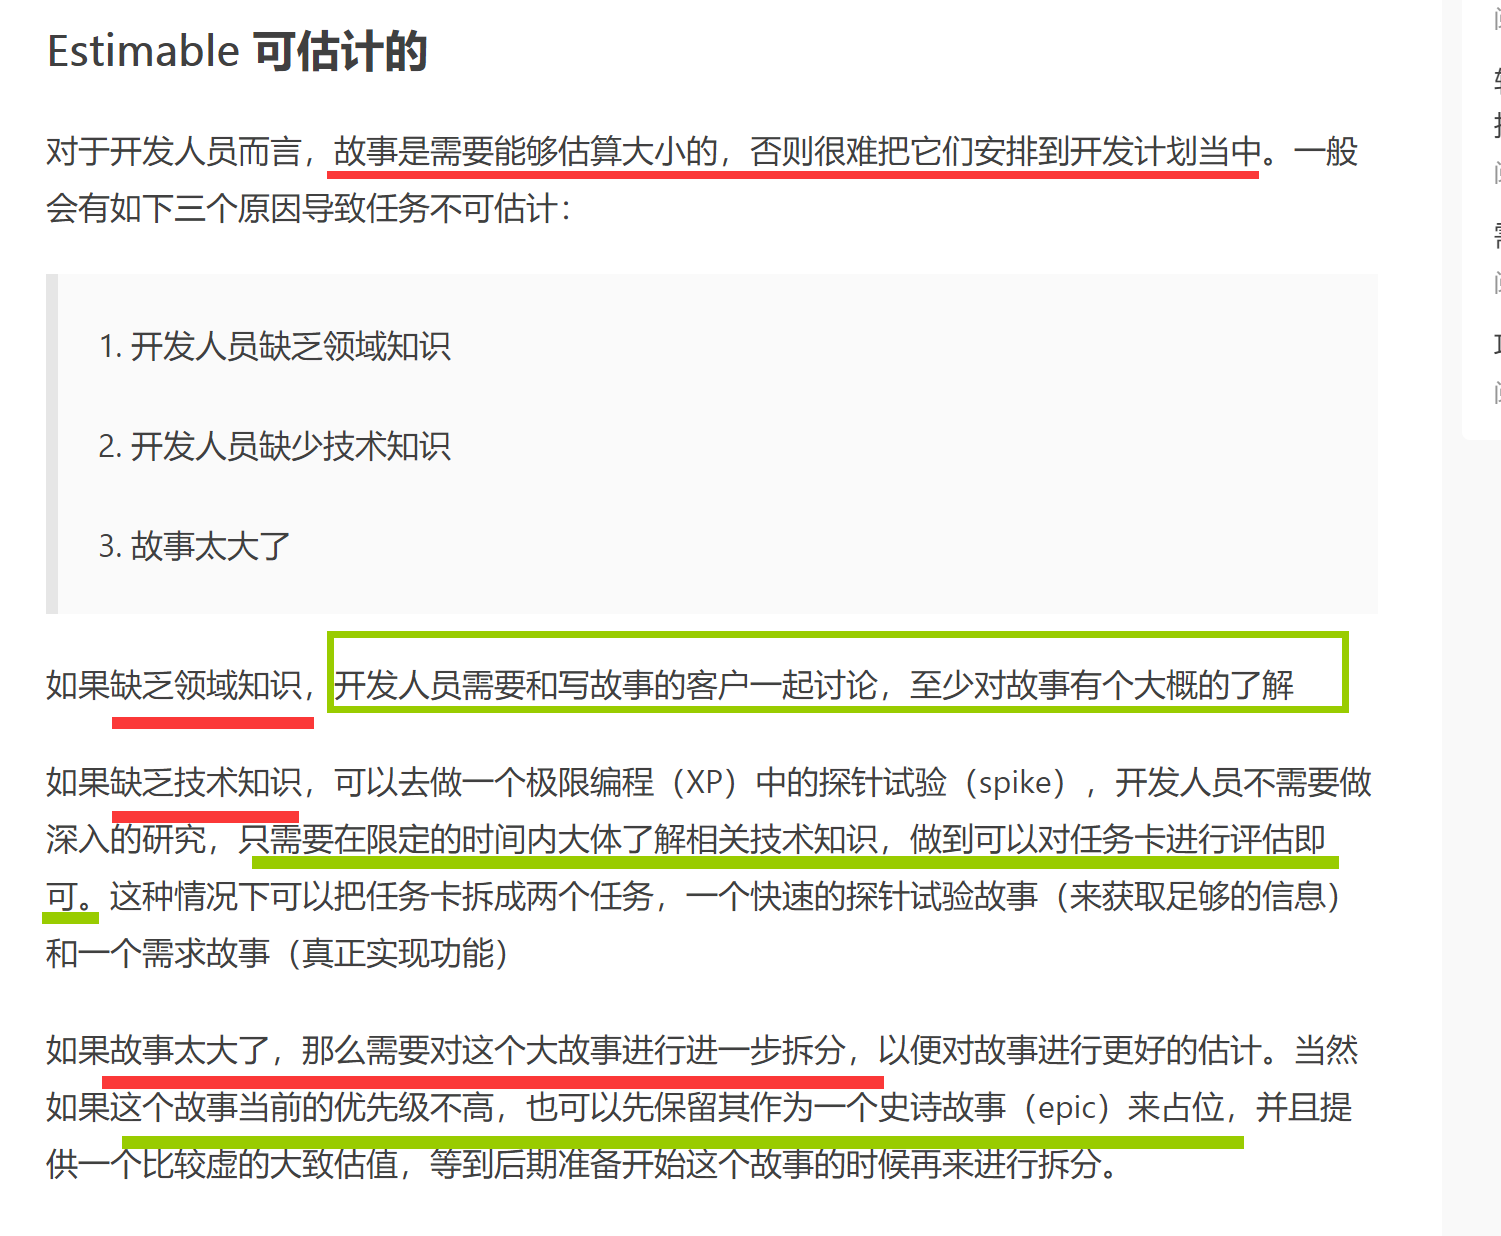 Estimable 可估计的
对于开发人员而言，故事是需要能够估算大小的，否则很难把它们安排到开发计划当中。一般
会有如下三个原因导致任务不可估计：
1. 开发人员缺乏领域知识
2. 开发人员缺少技术知识
3. 故事太大了
如果缺乏领域知识，开发人员需要和写故事的客户一起讨论，至少对故事有个大概的了解
如果缺乏技术知识，可以去做一个极限编程（XP）中的探针试验（spike），开发人员不需要做
深入的研究，只需要在限定的时间内大体了解相关技术知识，做到可以对任务卡进行评估即
可。这种情况下可以把任务卡拆成两个任务，一个快速的探针试验故事（来获取足够的信息）
和一个需求故事（真正实现功能）
如果故事太大了，那么需要对这个大故事进行进一步拆分，以便对故事进行更好的估计。当然
如果这个故事当前的优先级不高，也可以先保留其作为一个史诗故事（epic）来占位，并且提
供一个比较虚的大致估值，等到后期准备开始这个故事的时候再来进行拆分。